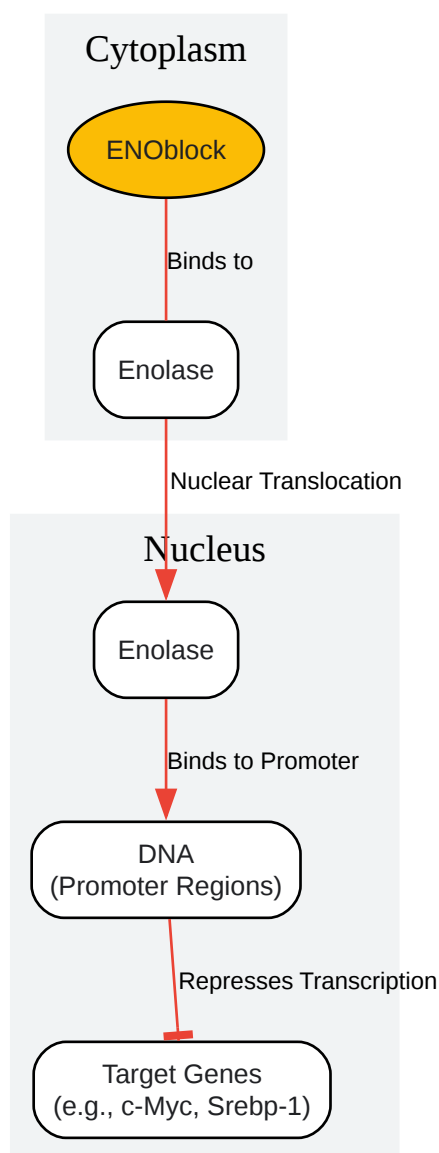 Cytoplasm
ENOblock
Binds to
Enolase
Nuclear Translocation
Nucleus
Enolase
Binds to Promoter
DNA
(Promoter Regions)
Represses Transcription
Target Genes
(e.g., c-Myc, Srebp-1)